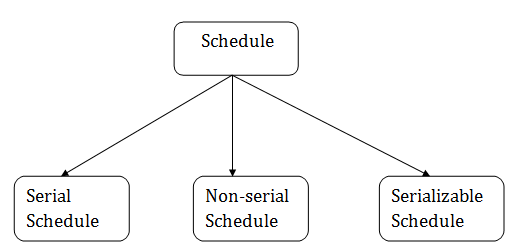 Schedule
Serial
Schedule
Non-serial
Schedule
Serializable
Schedule